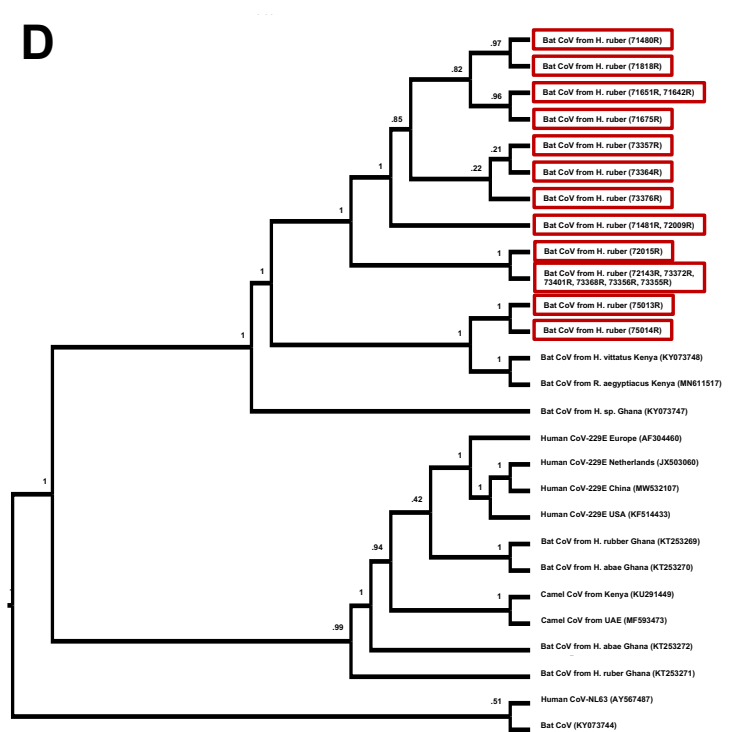 D
.97
Bat CoV from H. ruber (71480R)
Bat CoV from H. ruber (71818R)
.82
.96
Bat CoV from H. ruber (71651R, 71642R)
Bat CoV from H. ruber (71675R)
.85
.21
Bat CoV from H. ruber (73357R)
.22
Bat CoV from H. ruber (73364R)
1
Bat CoV from H. ruber (73376R)
1
Bat CoV from H. ruber (71481R, 72009R)
1
Bat CoV from H. ruber (72015R)
1
Bat CoV from H. ruber (72143R, 73372R,
73401R, 73368R, 73356R, 73355R)
1
Bat CoV from H. ruber (75013R)
1
1
Bat CoV from H. ruber (75014R)
1
Bat CoV from H. vittatus Kenya (KY073748)
Bat CoV from R. aegyptiacus Kenya (MN611517)
Bat CoV from H. sp. Ghana (KY073747)
Human CoV-229E Europe (AF304460)
1
1
Human CoV-229E Netherlands (JX503060)
1
1
Human CoV-229E China (MW532107)
.42
Human CoV-229E USA (KF514433)
.94
1
Bat CoV from H. rubber Ghana (KT253269)
Bat CoV from H. abae Ghana (KT253270)
1
1
Camel CoV from Kenya (KU291449)
.99
Camel CoV from UAE (MF593473)
Bat CoV from H. abae Ghana (KT253272)
Bat CoV from H. ruber Ghana (KT253271)
.51
Human CoV-NL63 (AY567487)
Bat CoV (KY073744)